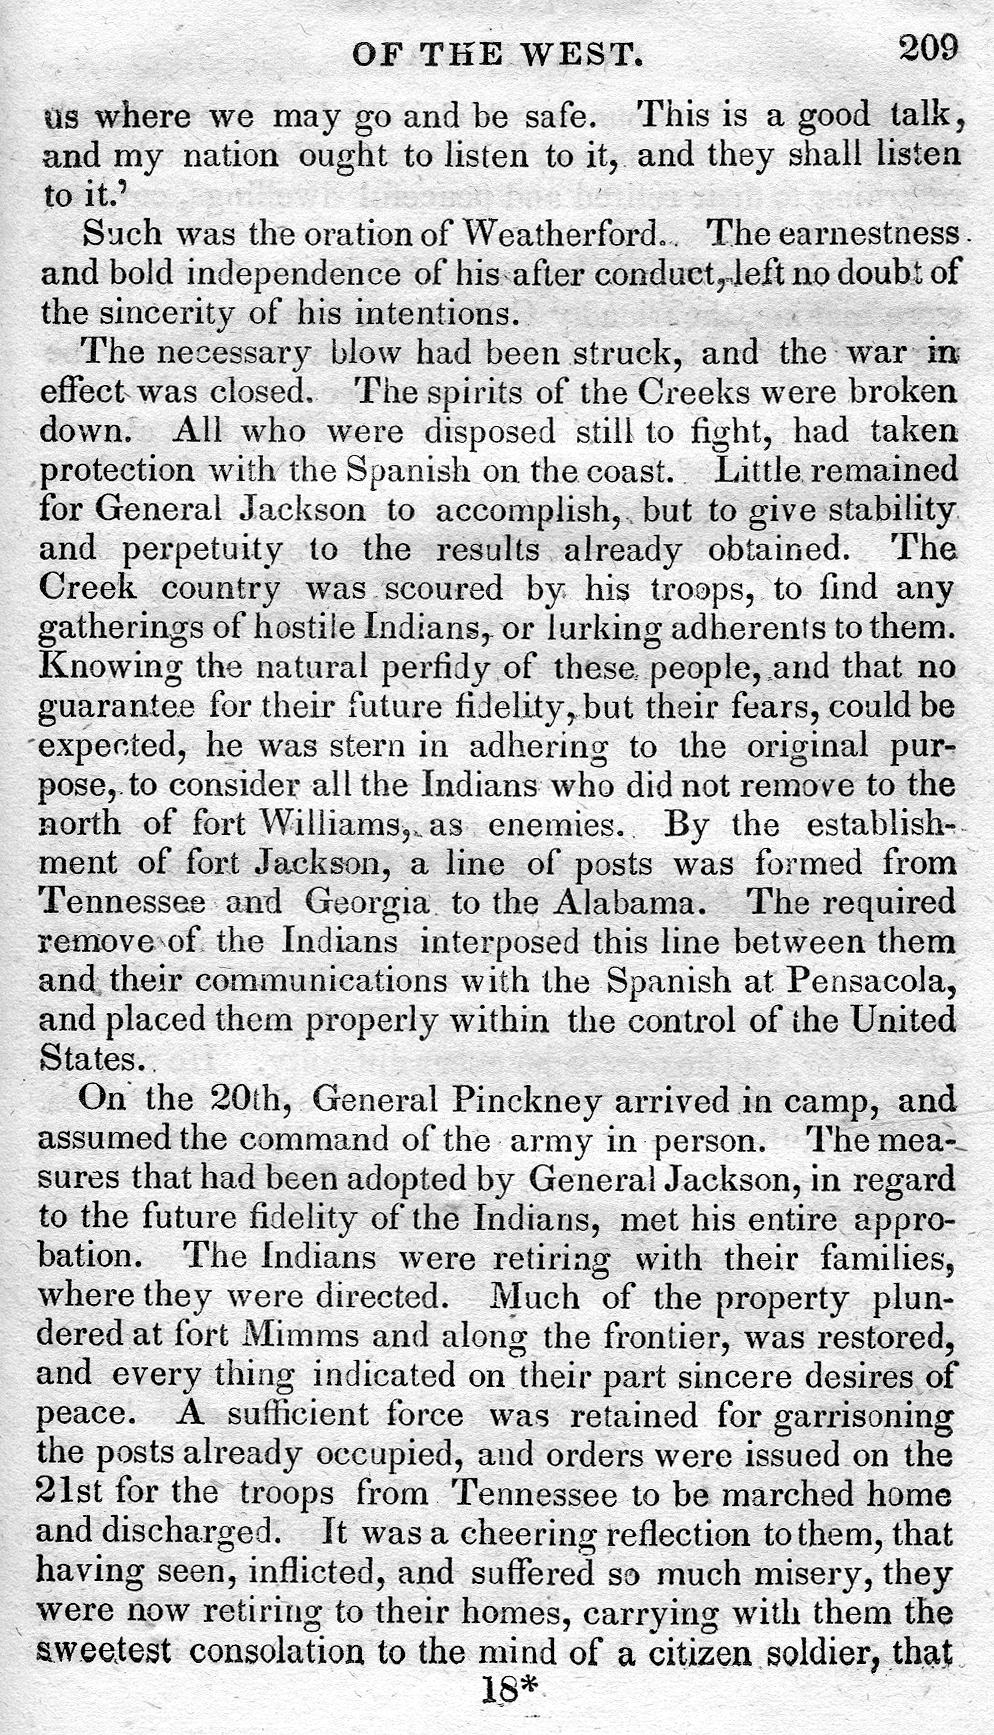 OF THE WEST. 209
us where we may go and be safe. This is a good talk,
and my nation ought to listen to it, and they shall listen
to it.'
Such was the oration of Weatherford. The earnestness
and bold independence of his after conduct, left no doubt of
the sincerity of his intentions.
The necessary blow had been struck, and the war in
effect was closed. The spirits of the Creeks were broken
down. All who were disposed still to fight, had taken
protection with the Spanish on the coast. Little remained
for General Jackson to accomplish, but to give stability
and perpetuity to the results already obtained. The
Creek country was scoured by his troops, to find any
gatherings of hostile Indians, or lurking adherents to them.
Knowing the natural perfidy of these people, and that no
guarantee for their future fidelity, but their fears, could be
expected, he was stern in adhering to the original pur-
pose, to consider all the Indians who did not remove to the
north of fort Williams, as enemies. By the establish-
ment of fort Jackson, a line of posts was formed from
Tennessee and Georgia to the Alabama. The required
remove of the Indians interposed this line between them
and their communications with the Spanish at Pensacola,
and placed them properly within the control of the United
States.
On the 20th, General Pinckney arrived in camp, and
assumed the command of the army in person. The mea-
sures that had been adopted by General Jackson, in regard
to the future fidelity of the Indians, met his entire appro-
bation. The Indians were retiring with their families,
where they were directed. Much of the property plun-
dered at fort Mimms and along the frontier, was restored,
and every thing indicated on their part sincere desires of
peace. A sufficient force was retained for garrisoning
the posts already occupied, and orders were issued on the
21st for the troops from Tennessee to be marched home
and discharged. It was a cheering reflection to them, that
having seen, inflicted, and suffered so much misery, they
were now retiring to their homes, carrying with them the
sweetest consolation to the mind of a citizen soldier, that
18*